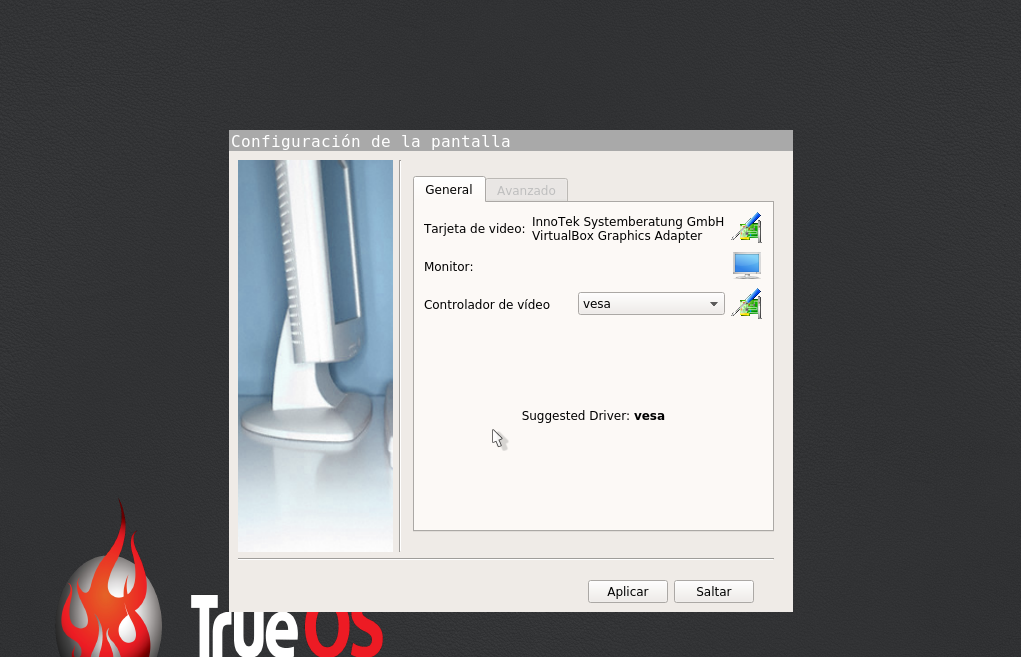 Configuración de la pantalla
General
Avanzado
Tarjeta de video:
InnoTek Systemberatung GmbH
VirtualBox Graphics Adapter
Monitor:
Controlador de vídeo
vesa
Suggested Driver: vesa
Aplicar
Saltar
TrueOS